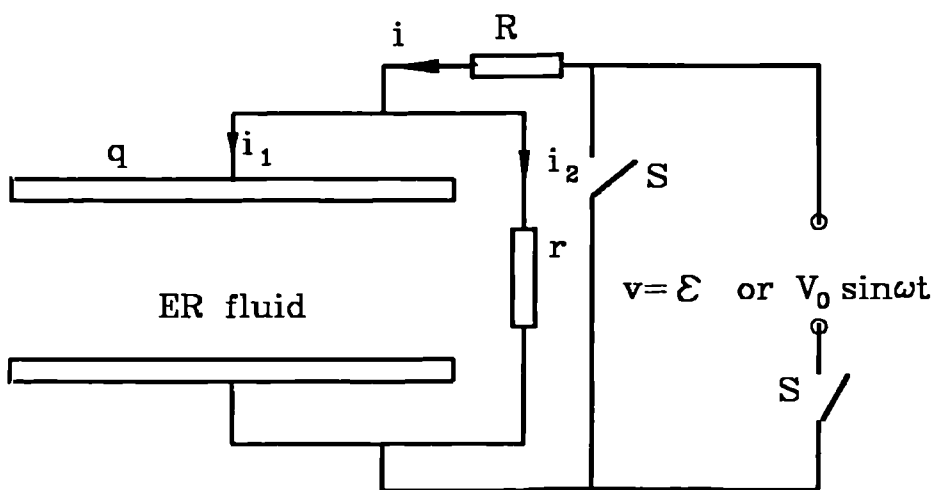 i
R
q
i₁
i₂
S
r
v=ℰ or V₀ sinωt
ER fluid
S